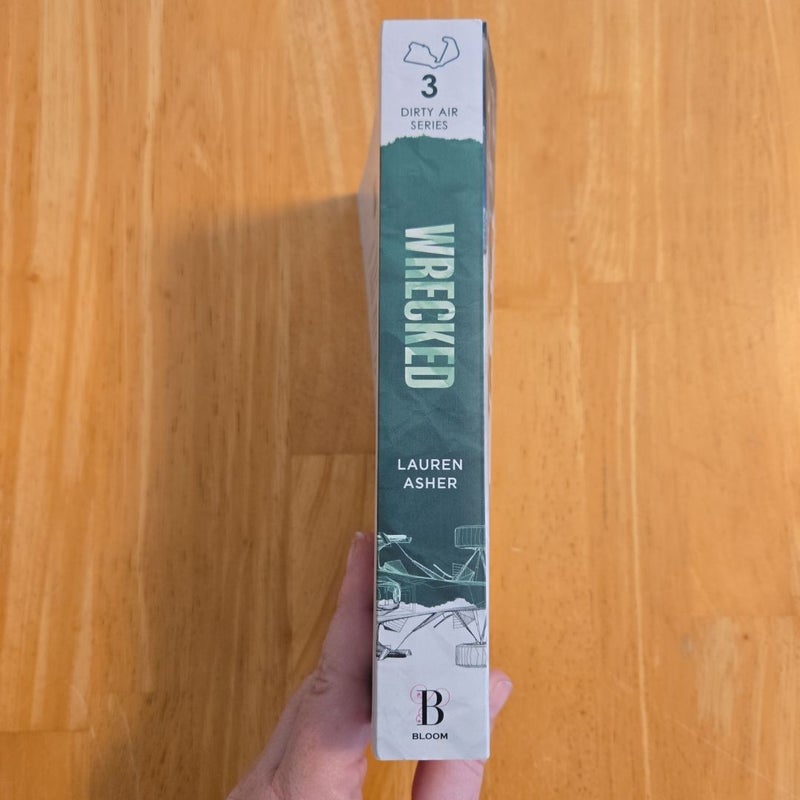 3
DIRTY AIR
SERIES
WRECKED
LAUREN
ASHER
B
BLOOM